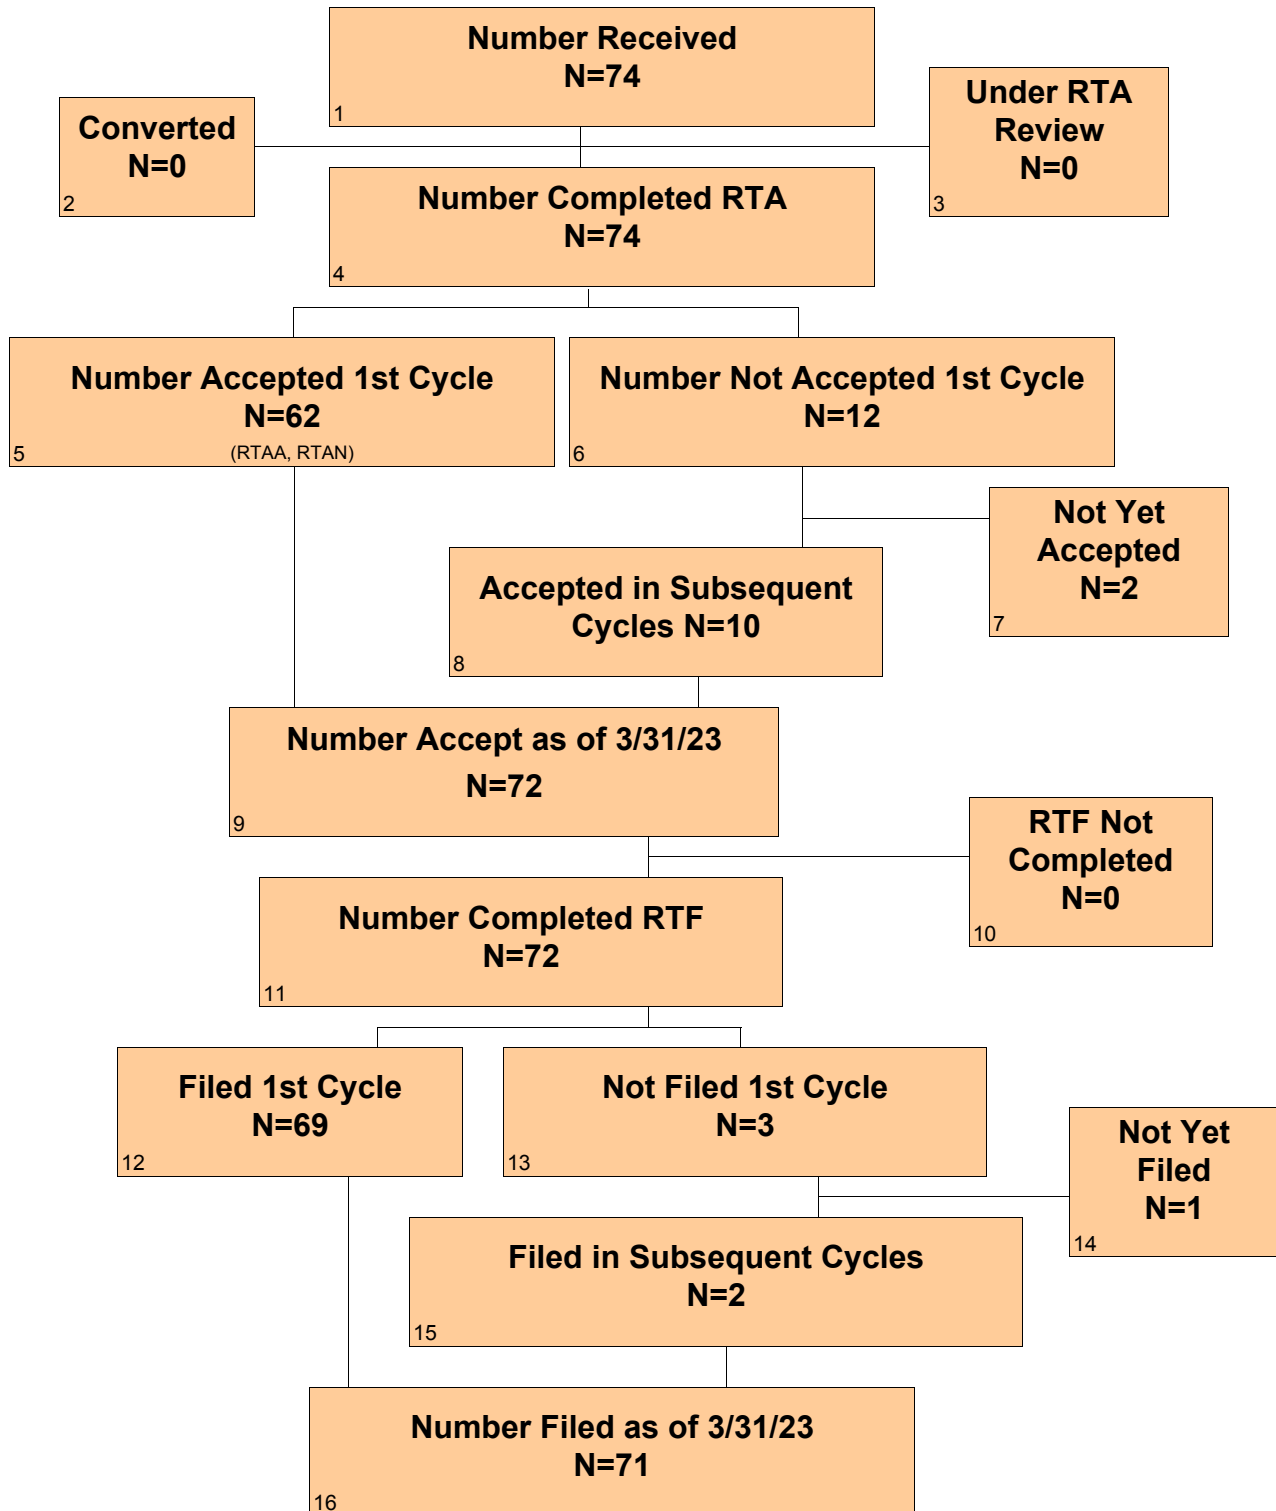 Number Received
N=74
1
Converted
N=0
2
Under RTA
Review
N=0
3
Number Completed RTA
N=74
4
Number Accepted 1st Cycle
N=62
(RTAA, RTAN)
5
Number Not Accepted 1st Cycle
N=12
6
Not Yet
Accepted
N=2
7
Accepted in Subsequent
Cycles N=10
8
Number Accept as of 3/31/23
N=72
9
RTF Not
Completed
N=0
10
Number Completed RTF
N=72
11
Filed 1st Cycle
N=69
12
Not Filed 1st Cycle
N=3
13
Not Yet
Filed
N=1
14
Filed in Subsequent Cycles
N=2
15
Number Filed as of 3/31/23
N=71
16